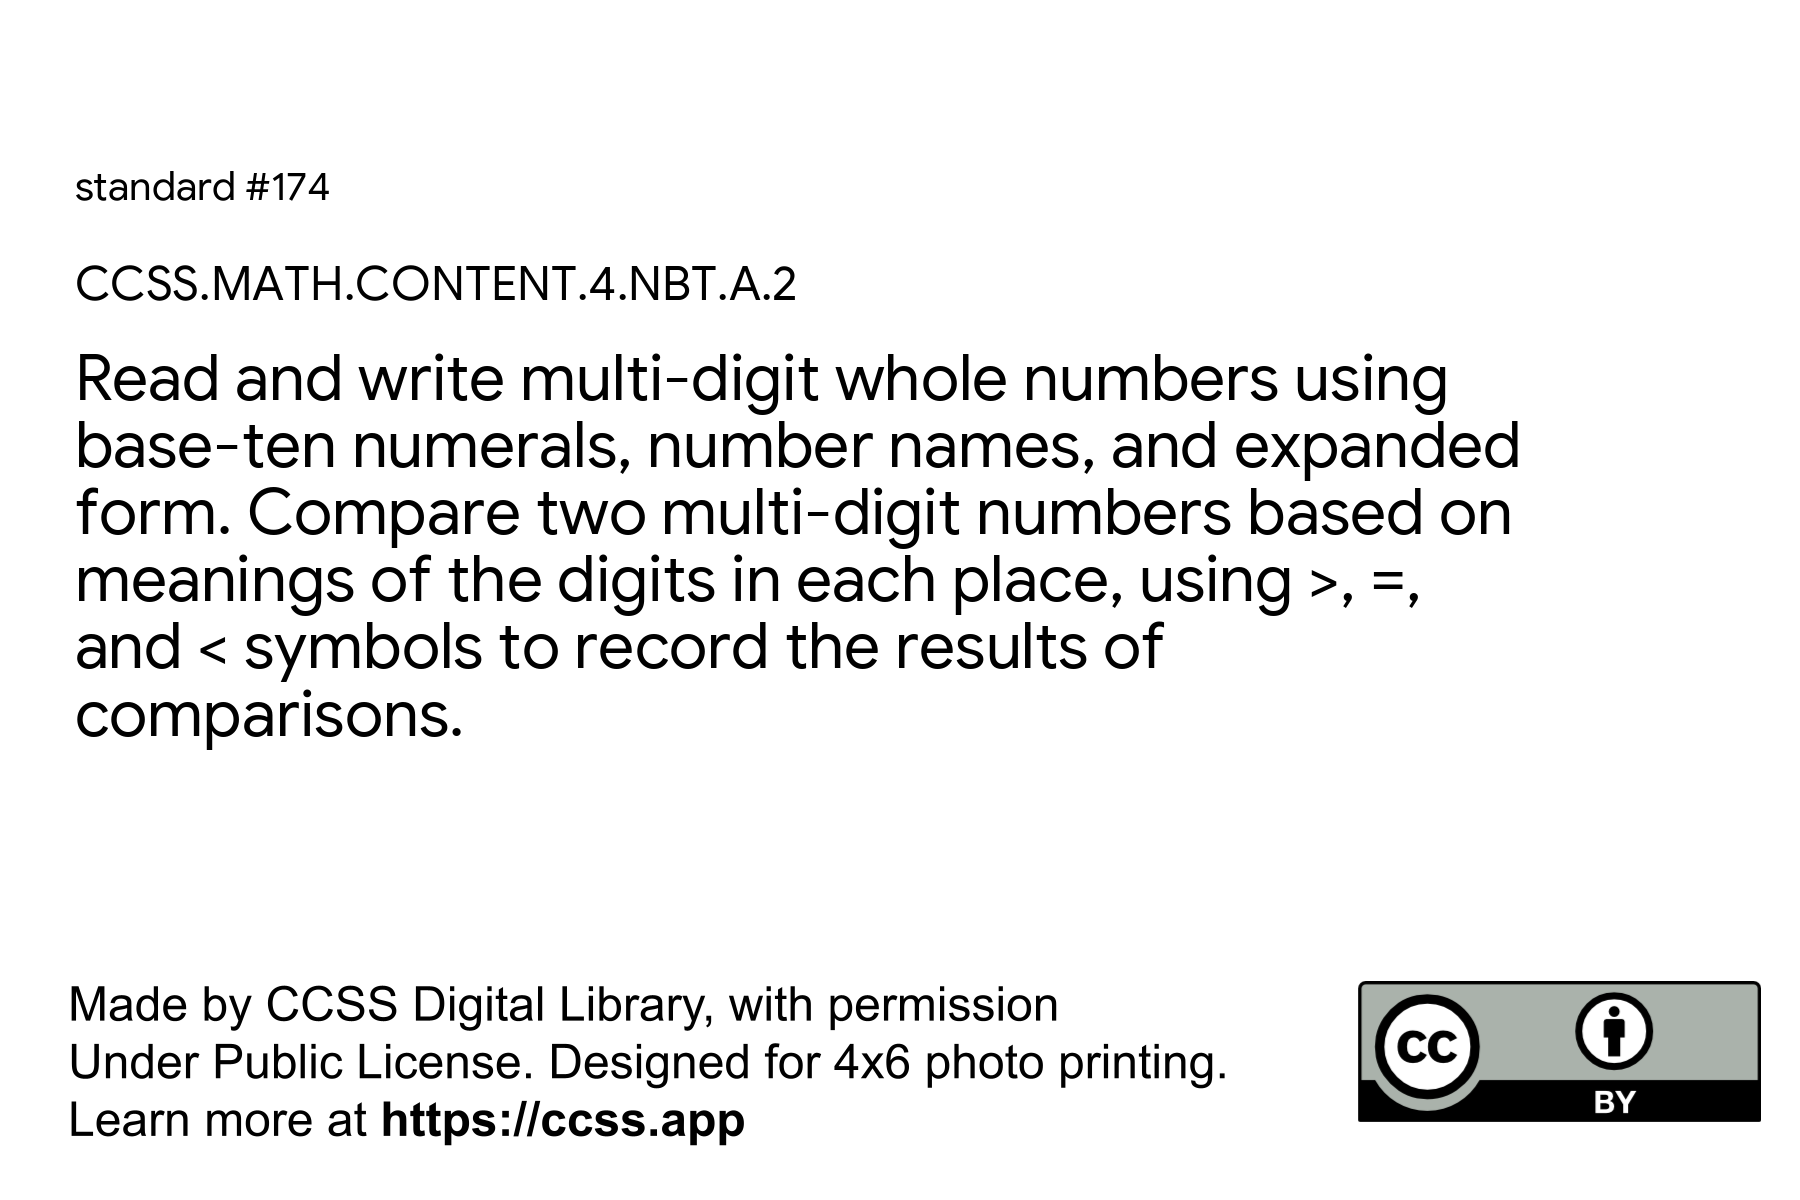 standard #174
CCSS.MATH.CONTENT.4.NBT.A.2
Read and write multi-digit whole numbers using
base-ten numerals, number names, and expanded
form. Compare two multi-digit numbers based on
meanings of the digits in each place, using >, =,
and < symbols to record the results of
comparisons.
Made by CCSS Digital Library, with permission
Under Public License. Designed for 4x6 photo printing.
Learn more at https://ccss.app
CC
BY